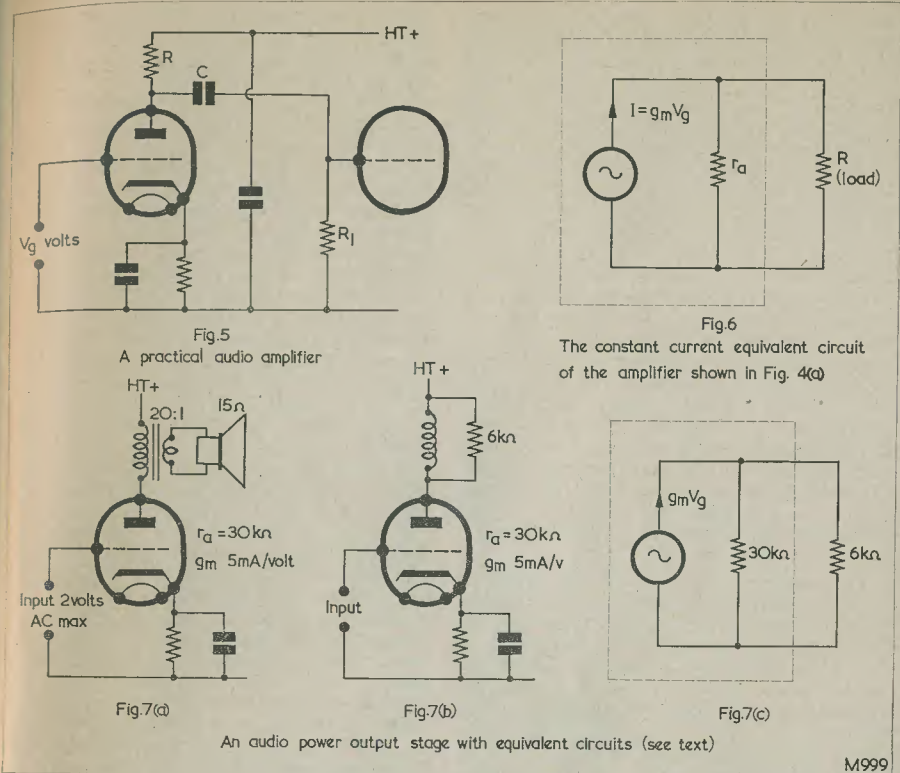 HT+
R
C
Vg volts
R1
Fig.5
A practical audio amplifier
I=gmVg
ra
R
(load)
Fig.6
The constant current equivalent circuit
of the amplifier shown in Fig. 4(a)
HT+
20:1
15Ω
ra =30kΩ
gm 5mA/volt
Input 2volts
AC max
Fig.7(a)
HT+
6kΩ
ra =30kΩ
gm 5mA/v
Input
Fig.7(b)
gmVg
30kΩ
6kΩ
Fig.7(c)
An audio power output stage with equivalent circuits (see text)
M999